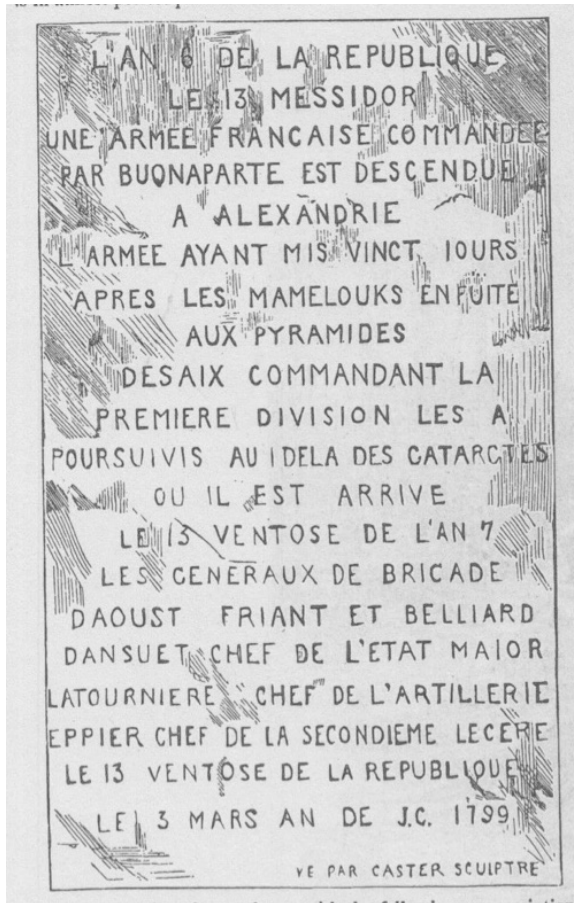 L'AN 6 DE LA REPUBLIQUE
LE 13 MESSIDOR
UNE ARMEE FRANCAISE COMMANDEE
PAR BUONAPARTE EST DESCENDUE
A ALEXANDRIE
L'ARMEE AYANT MIS VINCT IOURS
APRES LES MAMELOUKS EN FUITE
AUX PYRAMIDES
DESAIX COMMANDANT LA
PREMIERE DIVISION LES A
POURSUIVIS AU IDELA DES CATARCTES
OU IL EST ARRIVE
LE 13 VENTOSE DE L'AN 7
LES CENERAUX DE BRICADE
DAOUST FRIANT ET BELLIARD
DANSUET CHEF DE L'ETAT MAIOR
LATOURNIERE CHEF DE L'ARTILLERIE
EPPIER CHEF DE LA SECONDIEME LECERE
LE 13 VENTOSE DE LA REPUBLIQUE
LE 3 MARS AN DE J.C. 1799
VE PAR CASTER SCUIPTRE